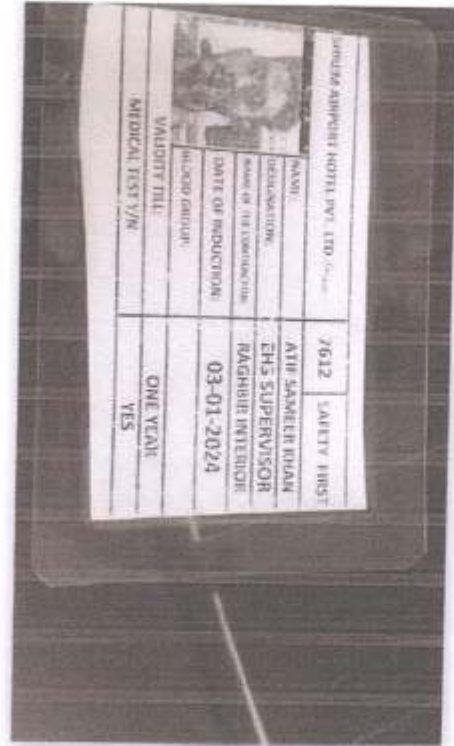 AIRPORT HOTEL PVT. LTD 7612 SAFETY FIRST
NAME: ATIF SAMEER KHAN
DESIGNATION: EHS SUPERVISOR
NAME OF THE CONTRACTOR: RAGHBIR INTERIOR
DATE OF INDUCTION: 03-01-2024
BLOOD GROUP:
VALIDITY TILL: ONE YEAR
MEDICAL TEST Y/N YES